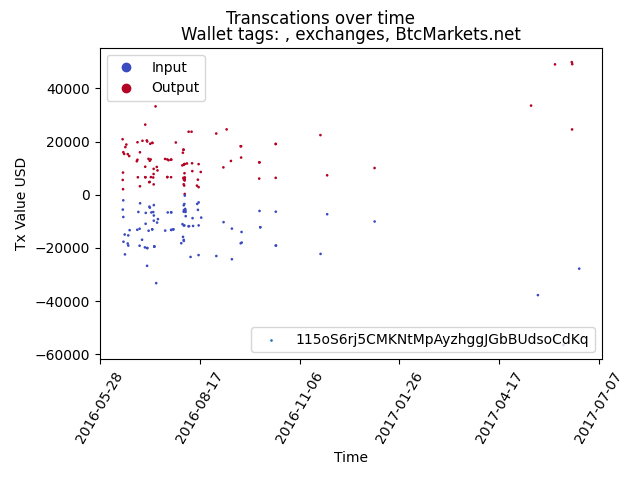 Transcations over time
Wallet tags: , exchanges, BtcMarkets.net
Input
Output
40000
20000
0
−20000
−40000
−60000
Tx Value USD
115oS6rj5CMKNtMpAyzhggJGbBUdsoCdKq
2016-05-28
2016-08-17
2016-11-06
2017-01-26
2017-04-17
2017-07-07
Time